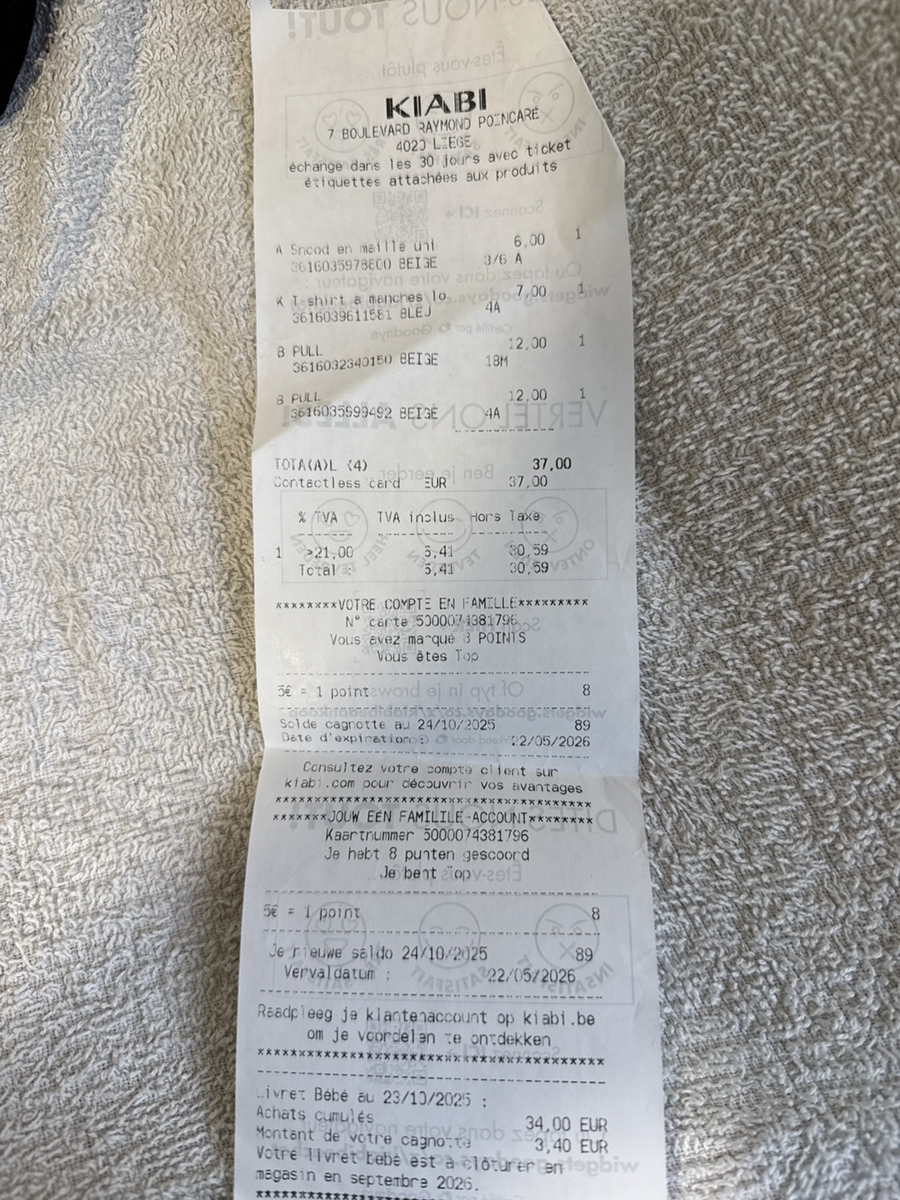 KIABI
7 BOULEVARD RAYMOND POINCARÉ
4020 LIEGE
échange dans les 30 jours avec ticket
étiquettes attachées aux produits
A Snood en maille uni 6,00 1
3616035978600 BEIGE 3/6 A
K T-shirt a manches lo 7,00 1
3616039611581 BLEU 4A
B PULL 12,00 1
3616032340150 BEIGE 18M
B PULL 12,00 1
3616035999492 BEIGE 4A
TOTA(A)L (4) 37,00
Contactless card EUR 37,00
% TVA TVA inclus Hors Taxe
1 >21,00 6,41 30,59
Total : 6,41 30,59
********VOTRE COMPTE EN FAMILLE*********
N° carte 5000074381796
Vous avez marqué 8 POINTS
Vous êtes Top
5€ = 1 point 8
Solde cagnotte au 24/10/2025 89
Date d'expiration : 22/05/2026
Consultez votre compte client sur
kiabi.com pour découvrir vos avantages
****************************************
*******JOUW EEN FAMILILE-ACCOUNT********
Kaartnummer 5000074381796
Je hebt 8 punten gescoord
Je bent Top
5€ = 1 point 8
Je nieuwe saldo 24/10/2025 89
Vervaldatum : 22/05/2026
Raadpleeg je klantenaccount op kiabi.be
om je voordelen te ontdekken
****************************************
Livret Bébé au 23/10/2025 :
Achats cumulés 34,00 EUR
Montant de votre cagnotte 3,40 EUR
Votre livret bébé est à clôturer en
magasin en septembre 2026.